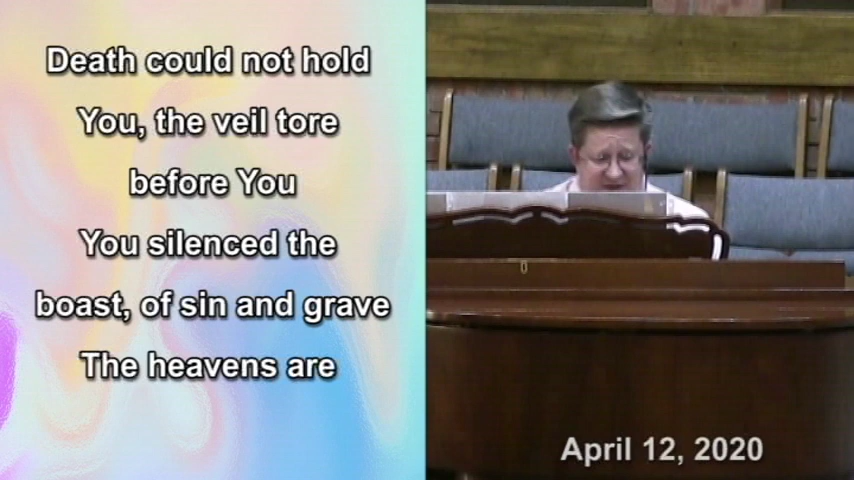 Death could not hold
You, the veil tore
before You
You silenced the
boast, of sin and grave
The heavens are
April 12, 2020